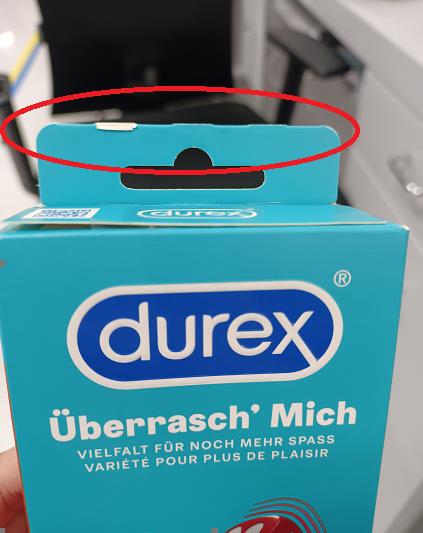 durex
durex®
Überrasch' Mich
VIELFALT FÜR NOCH MEHR SPASS
VARIÉTÉ POUR PLUS DE PLAISIR